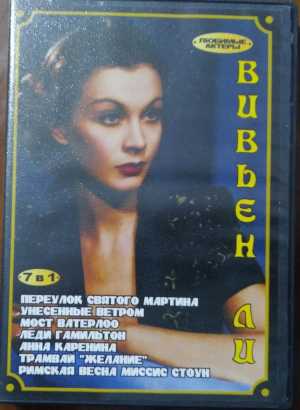 ЛЮБИМЫЕ
АКТЕРЫ
ВИВЬЕН ЛИ
7 в 1
ПЕРЕУЛОК СВЯТОГО МАРТИНА
УНЕСЕННЫЕ ВЕТРОМ
МОСТ ВАТЕРЛОО
ЛЕДИ ГАМИЛЬТОН
АННА КАРЕНИНА
ТРАМВАЙ "ЖЕЛАНИЕ"
РИМСКАЯ ВЕСНА МИССИС СТОУН